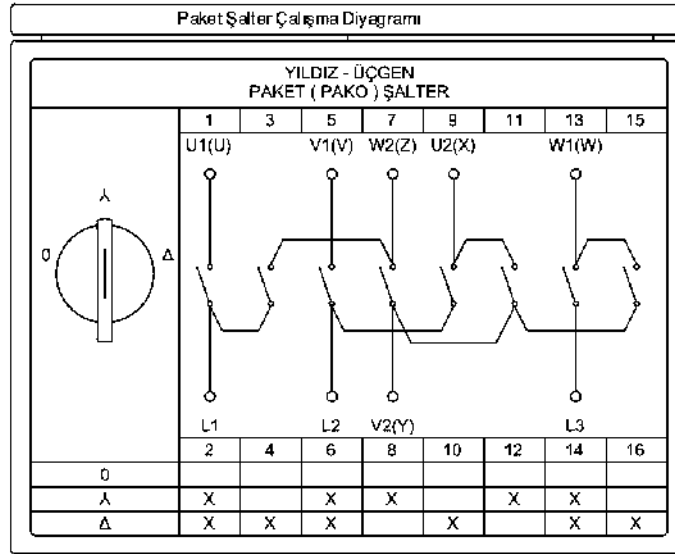 Paket Şalter Çalışma Diyagramı
YILDIZ - ÜÇGEN
PAKET ( PAKO ) ŞALTER
1 3 5 7 9 11 13 15
U1(U) V1(V) W2(Z) U2(X) W1(W)
⅄
0 Δ
L1 L2 V2(Y) L3
2 4 6 8 10 12 14 16
0
⅄ X X X X X
Δ X X X X X X